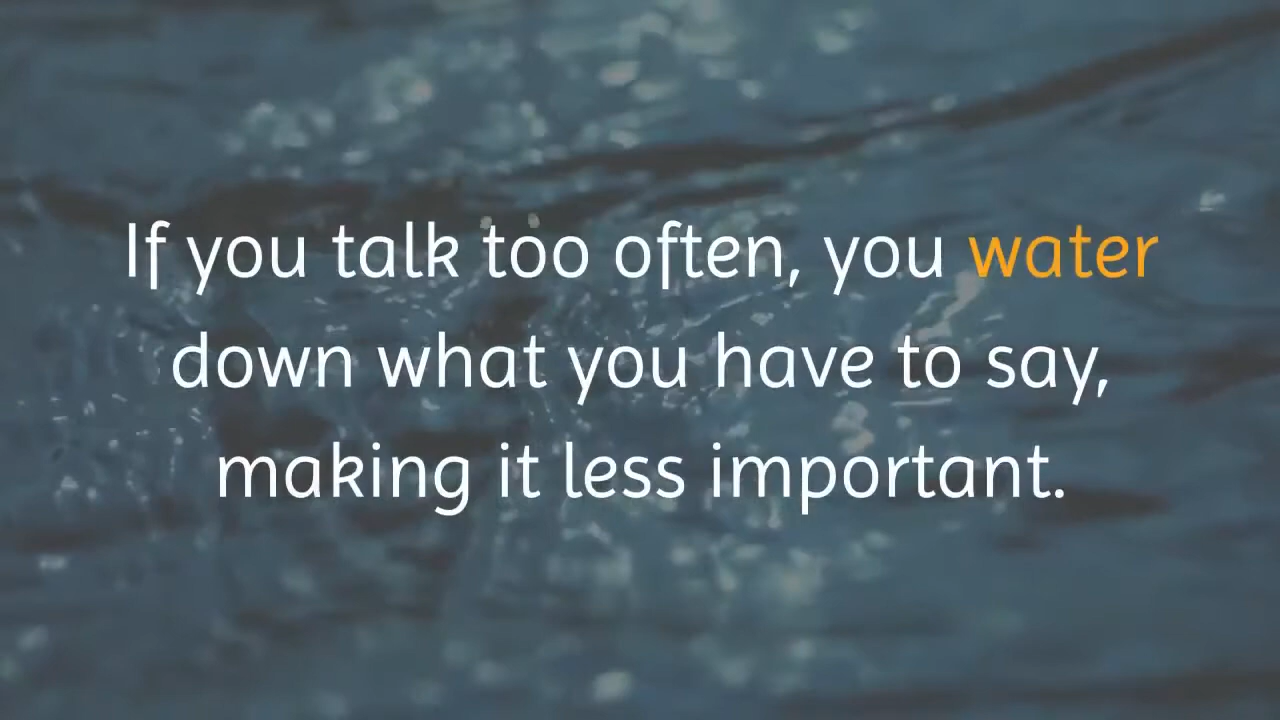 If you talk too often, you water
down what you have to say,
making it less important.